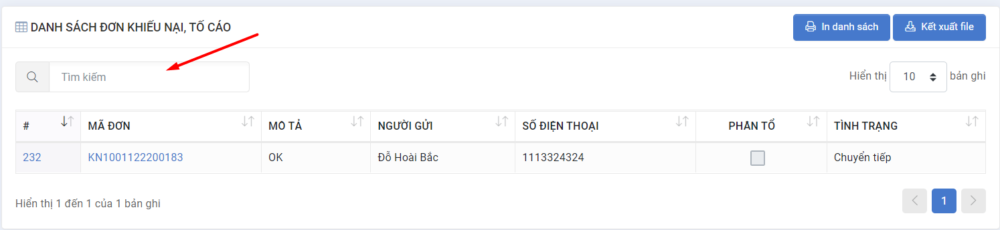 DANH SÁCH ĐƠN KHIẾU NẠI, TỐ CÁO
In danh sách
Kết xuất file
Tìm kiếm
Hiển thị 10 bản ghi
# MÃ ĐƠN MÔ TẢ NGƯỜI GỬI SỐ ĐIỆN THOẠI PHÂN TỔ TÌNH TRẠNG
232 KN1001122200183 OK Đỗ Hoài Bắc 1113324324 Chuyển tiếp
Hiển thị 1 đến 1 của 1 bản ghi
1